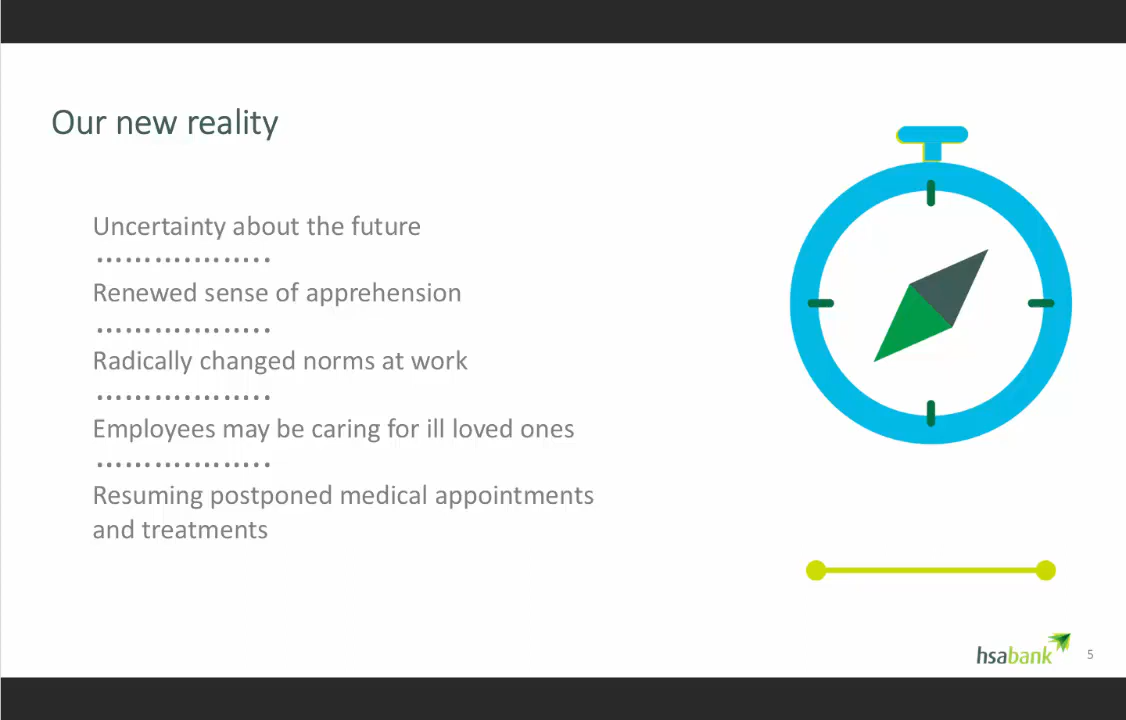 Our new reality
Uncertainty about the future
Renewed sense of apprehension
Radically changed norms at work
Employees may be caring for ill loved ones
Resuming postponed medical appointments
and treatments
hsabank
5